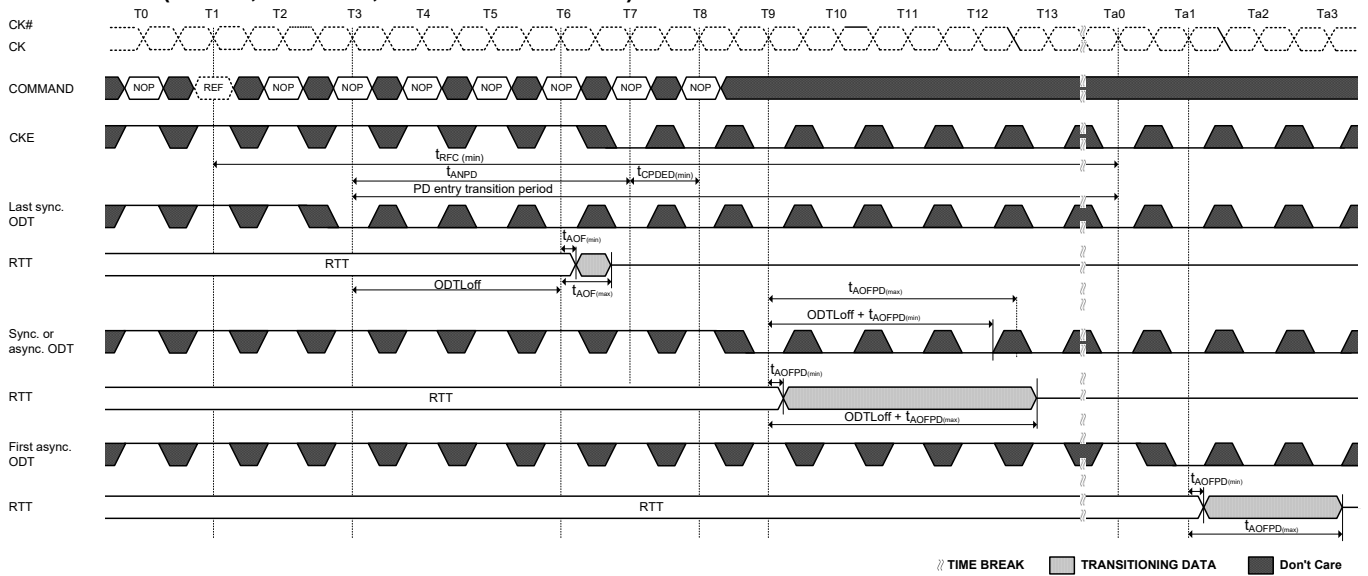 T0 T1 T2 T3 T4 T5 T6 T7 T8 T9 T10 T11 T12 T13 Ta0 Ta1 Ta2 Ta3
CK#
CK
COMMAND NOP REF NOP NOP NOP NOP NOP NOP NOP
CKE
tRFC (min)
tANPD tCPDED(min)
PD entry transition period
Last sync.
ODT
tAOF(min)
RTT RTT
ODTLoff tAOF(max)
tAOFPD(max)
ODTLoff + tAOFPD(min)
Sync. or
async. ODT
tAOFPD(min)
RTT RTT
ODTLoff + tAOFPD(max)
First async.
ODT
tAOFPD(min)
RTT RTT
tAOFPD(max)
TIME BREAK TRANSITIONING DATA Don't Care